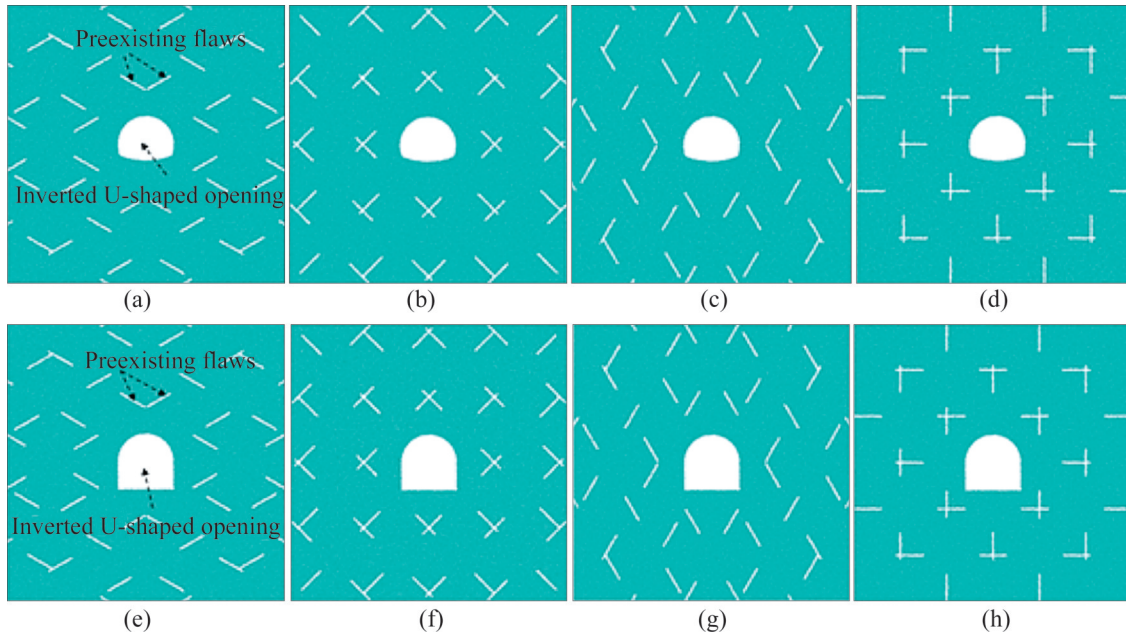 Preexisting flaws
Inverted U-shaped opening
(a)
(b)
(c)
(d)
Preexisting flaws
Inverted U-shaped opening
(e)
(f)
(g)
(h)